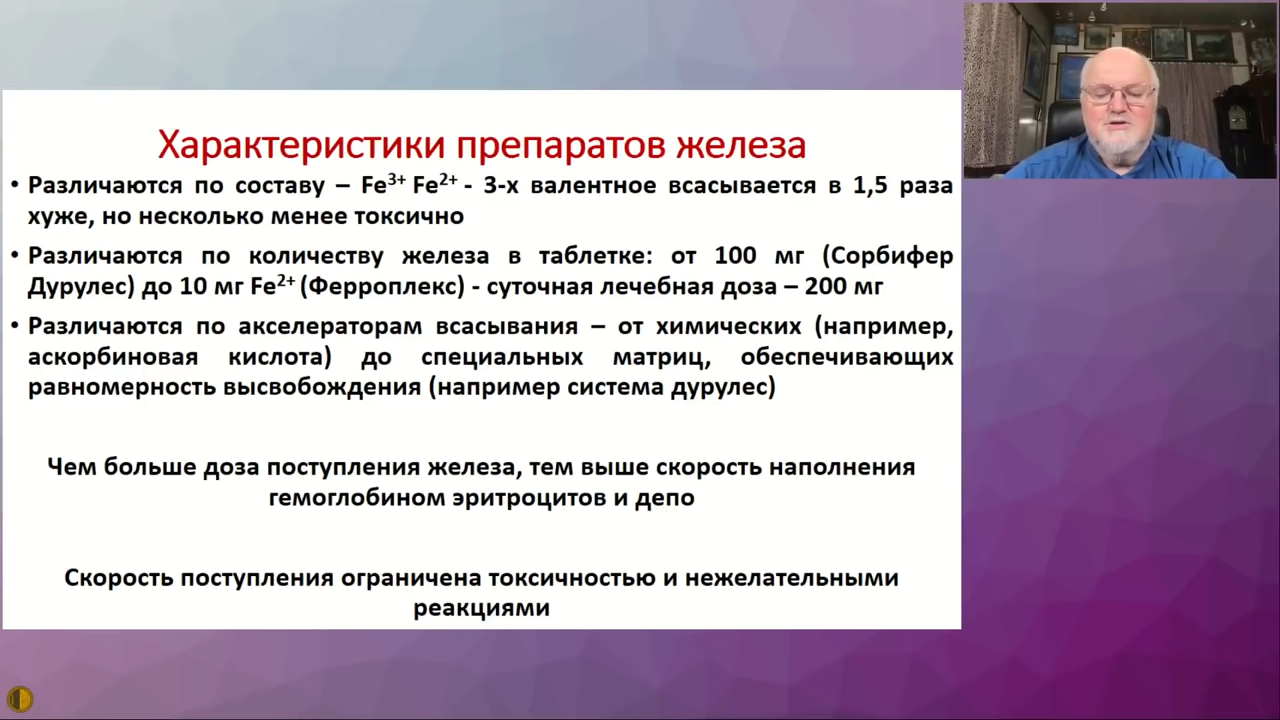 Характеристики препаратов железа
• Различаются по составу – Fe³⁺ Fe²⁺ - 3-х валентное всасывается в 1,5 раза
хуже, но несколько менее токсично
• Различаются по количеству железа в таблетке: от 100 мг (Сорбифер
Дурулес) до 10 мг Fe²⁺ (Ферроплекс) - суточная лечебная доза – 200 мг
• Различаются по акселераторам всасывания – от химических (например,
аскорбиновая кислота) до специальных матриц, обеспечивающих
равномерность высвобождения (например система дурулес)
Чем больше доза поступления железа, тем выше скорость наполнения
гемоглобином эритроцитов и депо
Скорость поступления ограничена токсичностью и нежелательными
реакциями